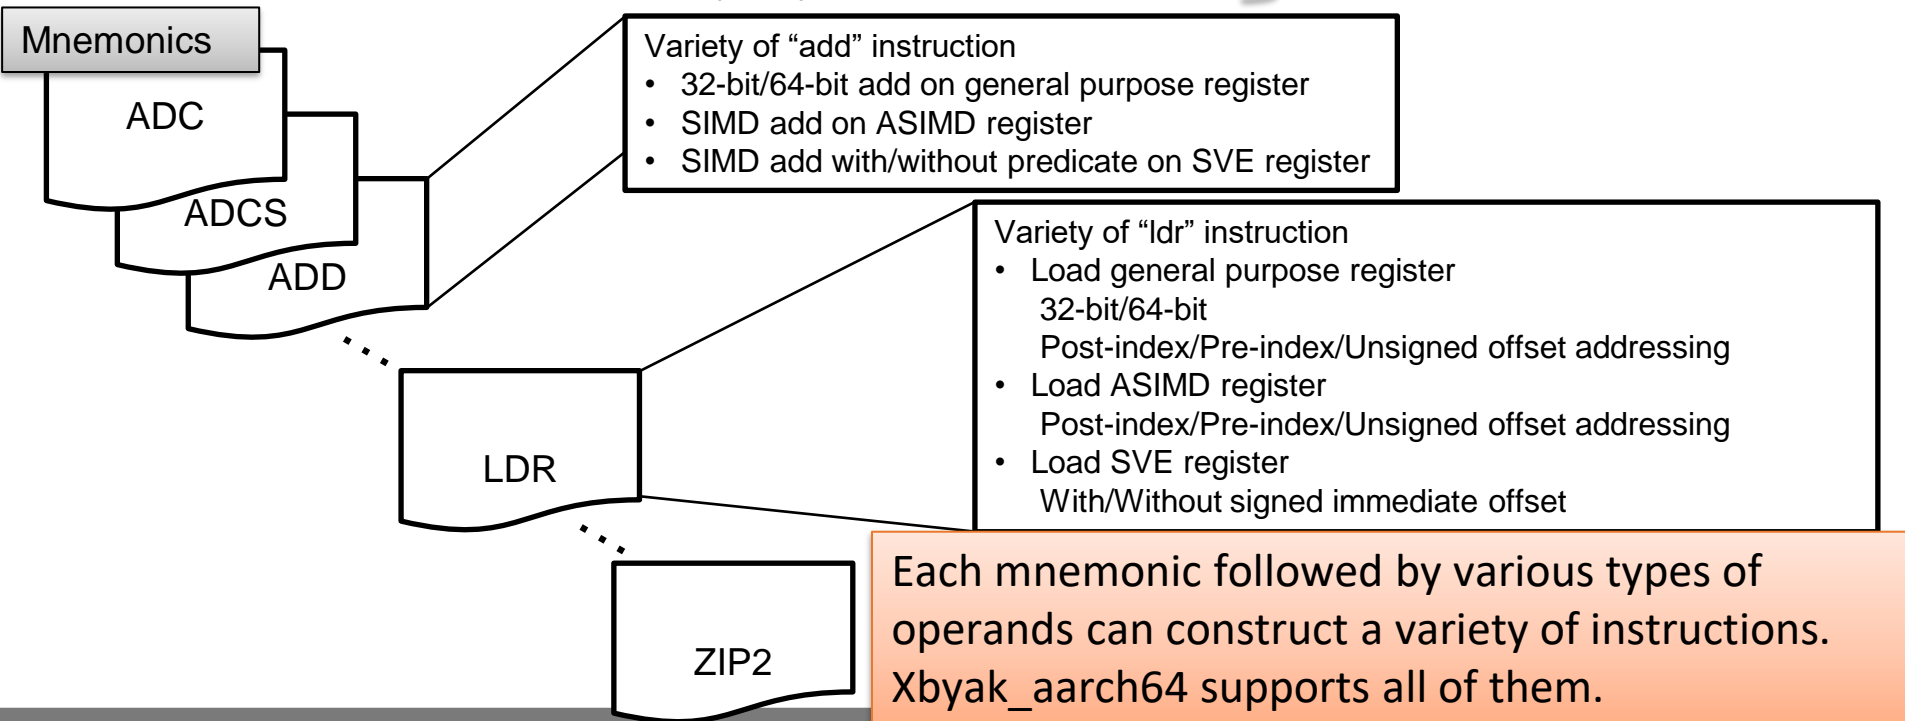 Mnemonics
ADC
ADCS
ADD
LDR
ZIP2
Variety of “add” instruction
• 32-bit/64-bit add on general purpose register
• SIMD add on ASIMD register
• SIMD add with/without predicate on SVE register
Variety of “ldr” instruction
• Load general purpose register
32-bit/64-bit
Post-index/Pre-index/Unsigned offset addressing
• Load ASIMD register
Post-index/Pre-index/Unsigned offset addressing
• Load SVE register
With/Without signed immediate offset
Each mnemonic followed by various types of
operands can construct a variety of instructions.
Xbyak_aarch64 supports all of them.